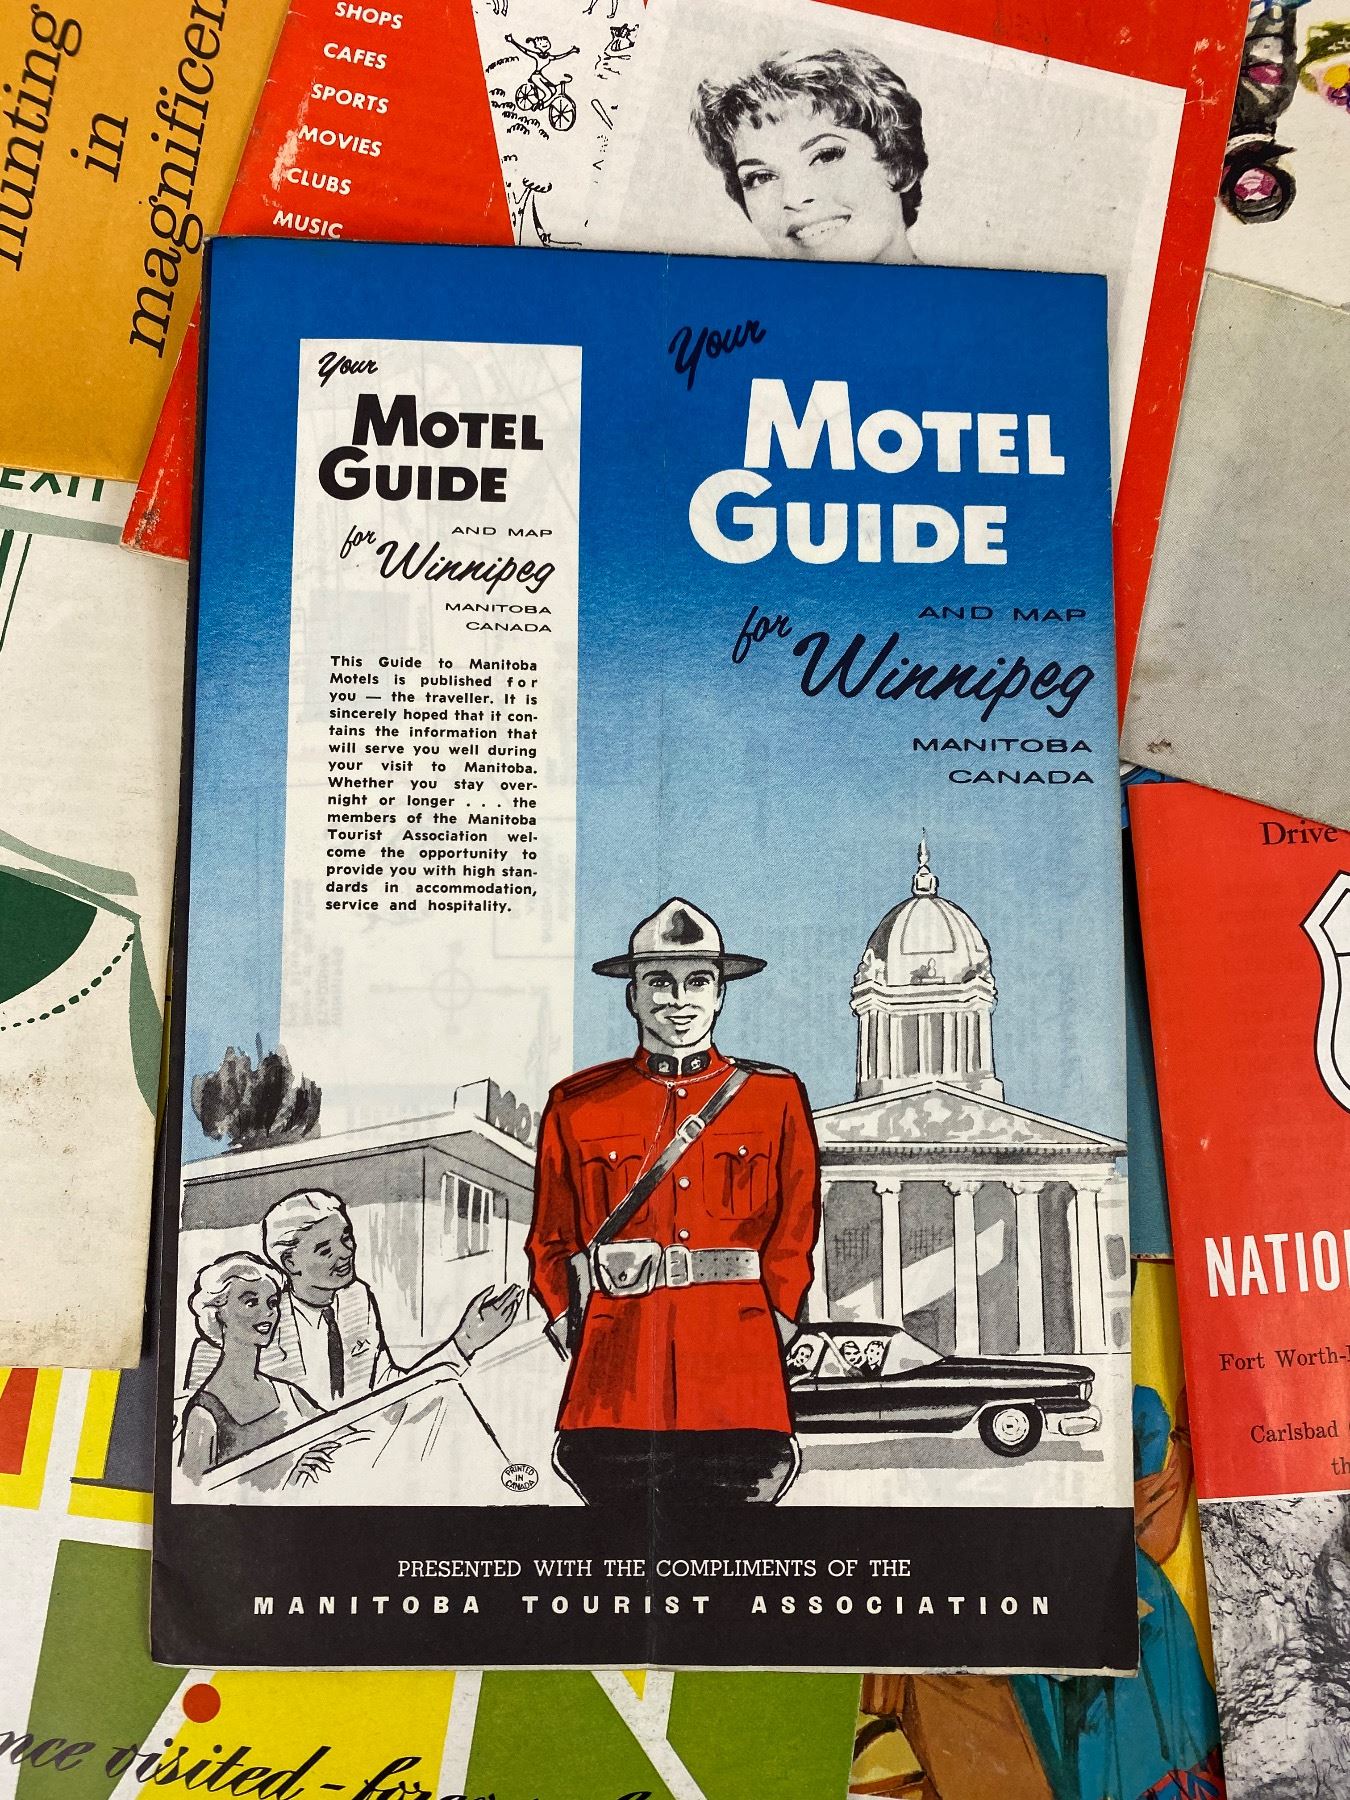 hunting
in
SHOPS
CAFES
SPORTS
MOVIES
CLUBS
MUSIC
EXIT
Your
MOTEL
GUIDE
AND MAP
for Winnipeg
MANITOBA
CANADA
This Guide to Manitoba
Motels is published for
you — the traveller. It is
sincerely hoped that it con-
tains the information that
will serve you well during
your visit to Manitoba.
Whether you stay over-
night or longer . . . the
members of the Manitoba
Tourist Association wel-
come the opportunity to
provide you with high stan-
dards in accommodation,
service and hospitality.
Your
MOTEL
GUIDE
AND MAP
for Winnipeg
MANITOBA
CANADA
PRINTED
IN
CANADA
PRESENTED WITH THE COMPLIMENTS OF THE
MANITOBA TOURIST ASSOCIATION
Drive
Fort Worth-
Carlsbad
visited -